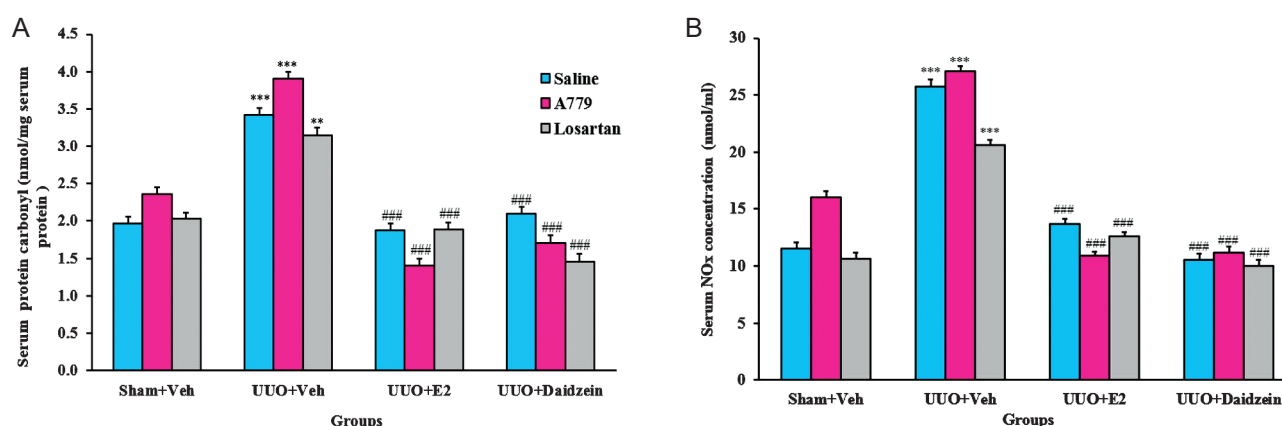 A
4.5
4.0
3.5
3.0
2.5
2.0
1.5
1.0
0.5
0.0
Serum protein carbonyl (nmol/mg serum
protein )
*** *** **
### ### ###
### ### ###
Saline
A779
Losartan
Sham+Veh UUO+Veh UUO+E2 UUO+Daidzein
Groups
B
30
25
20
15
10
5
0
Serum NOx concentration (nmol/ml)
*** *** ***
### ### ###
### ### ###
Sham+Veh UUO+Veh UUO+E2 UUO+Daidzein
Groups